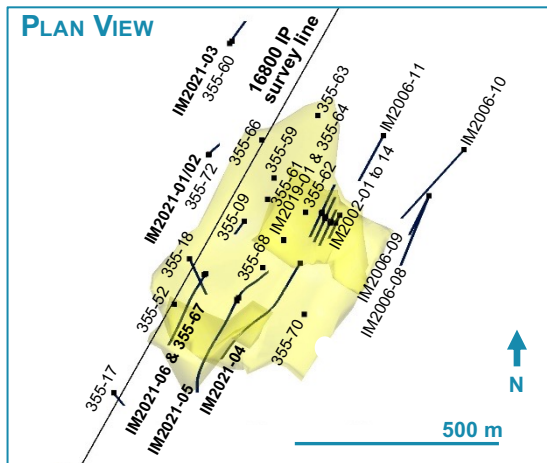 PLAN VIEW
IM2021-03
355-60
16800 IP
survey line
355-63
IM2019-01 & 355-64
355-66
355-59
355-61
355-62
IM2006-11
IM2006-10
IM2002-01 to 14
IM2021-01/02
355-72
355-09
355-18
355-68
IM2006-09
IM2006-08
355-52
355-17
IM2021-06 & 355-67
IM2021-05
IM2021-04
355-70
N
500 m